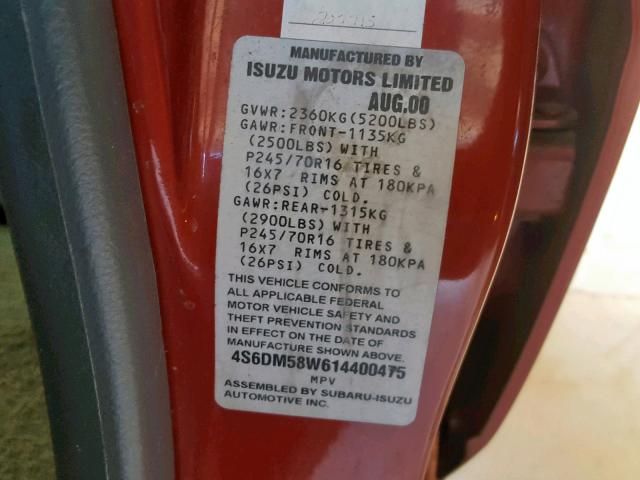 MANUFACTURED BY
ISUZU MOTORS LIMITED
AUG.00
GVWR:2360KG(5200LBS)
GAWR:FRONT-1135KG
(2500LBS)WITH
P245/70R16 TIRES &
16X7 RIMS AT 180KPA
(26PSI) COLD.
GAWR:REAR-1315KG
(2900LBS)WITH
P245/70R16 TIRES &
16X7 RIMS AT 180KPA
(26PSI) COLD.
THIS VEHICLE CONFORMS TO
ALL APPLICABLE FEDERAL
MOTOR VEHICLE SAFETY AND
THEFT PREVENTION STANDARDS
IN EFFECT ON THE DATE OF
MANUFACTURE SHOWN ABOVE.
4S6DM58W614400475
MPV
ASSEMBLED BY SUBARU-ISUZU
AUTOMOTIVE INC.